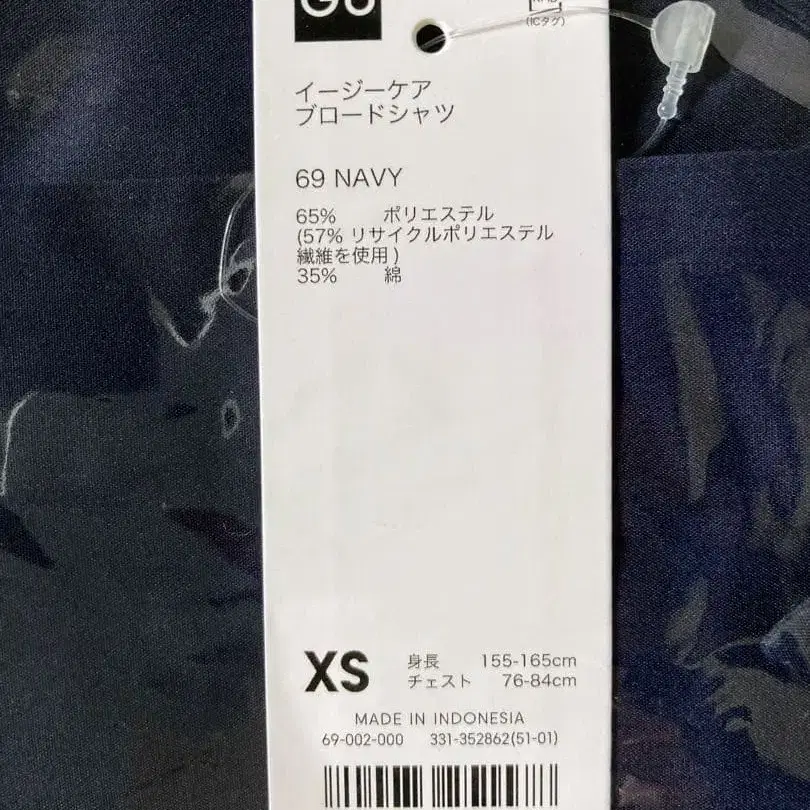 GU
(ICタグ)
イージーケア
ブロードシャツ
69 NAVY
65% ポリエステル
(57% リサイクルポリエステル
繊維を使用)
35% 綿
XS 身長 155-165cm
チェスト 76-84cm
MADE IN INDONESIA
69-002-000 331-352862(51-01)